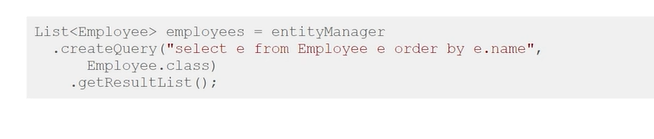 List<Employee> employees = entityManager
.createQuery("select e from Employee e order by e.name",
Employee.class)
.getResultList();